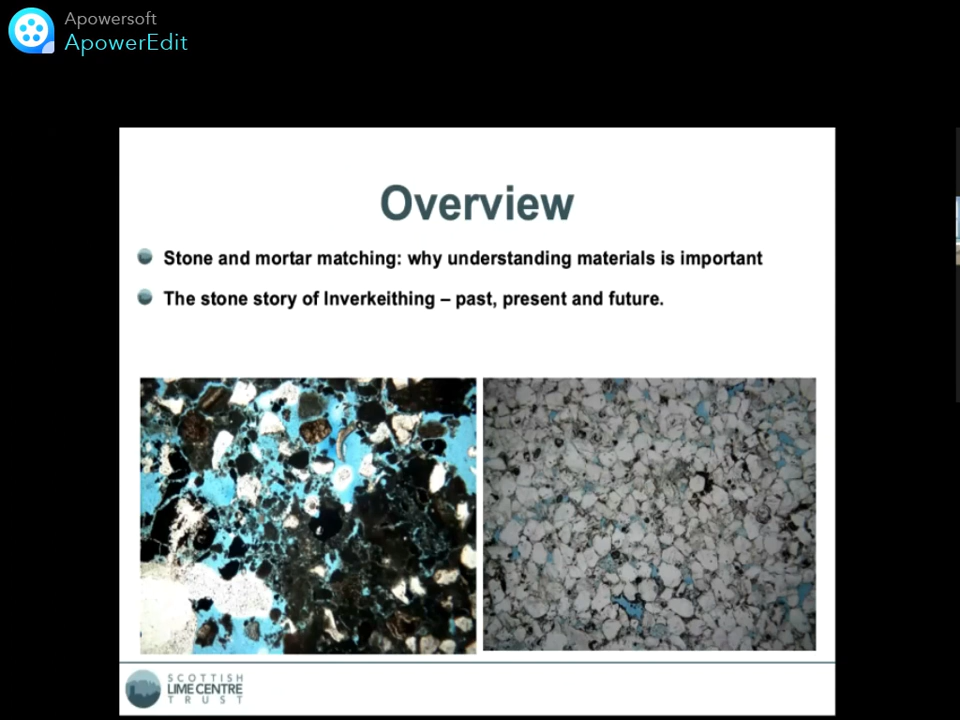 Apowersoft
ApowerEdit
Overview
Stone and mortar matching: why understanding materials is important
The stone story of Inverkeithing – past, present and future.
SCOTTISH
LIME CENTRE
TRUST